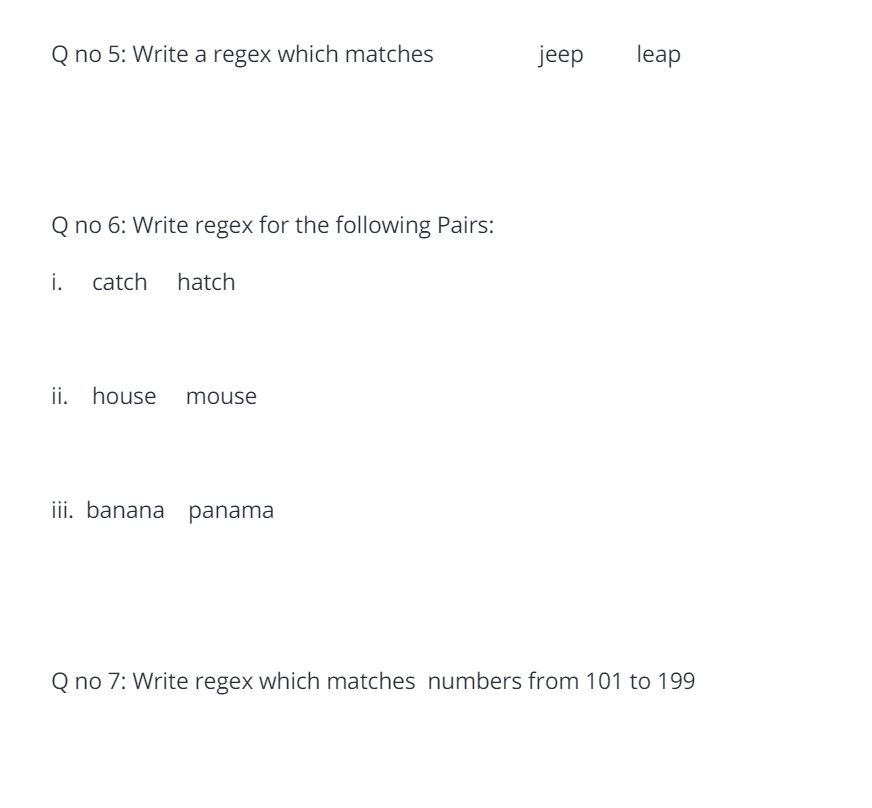 Q no 5: Write a regex which matches jeep leap
Q no 6: Write regex for the following Pairs:
i. catch hatch
ii. house mouse
iii. banana panama
Q no 7: Write regex which matches numbers from 101 to 199